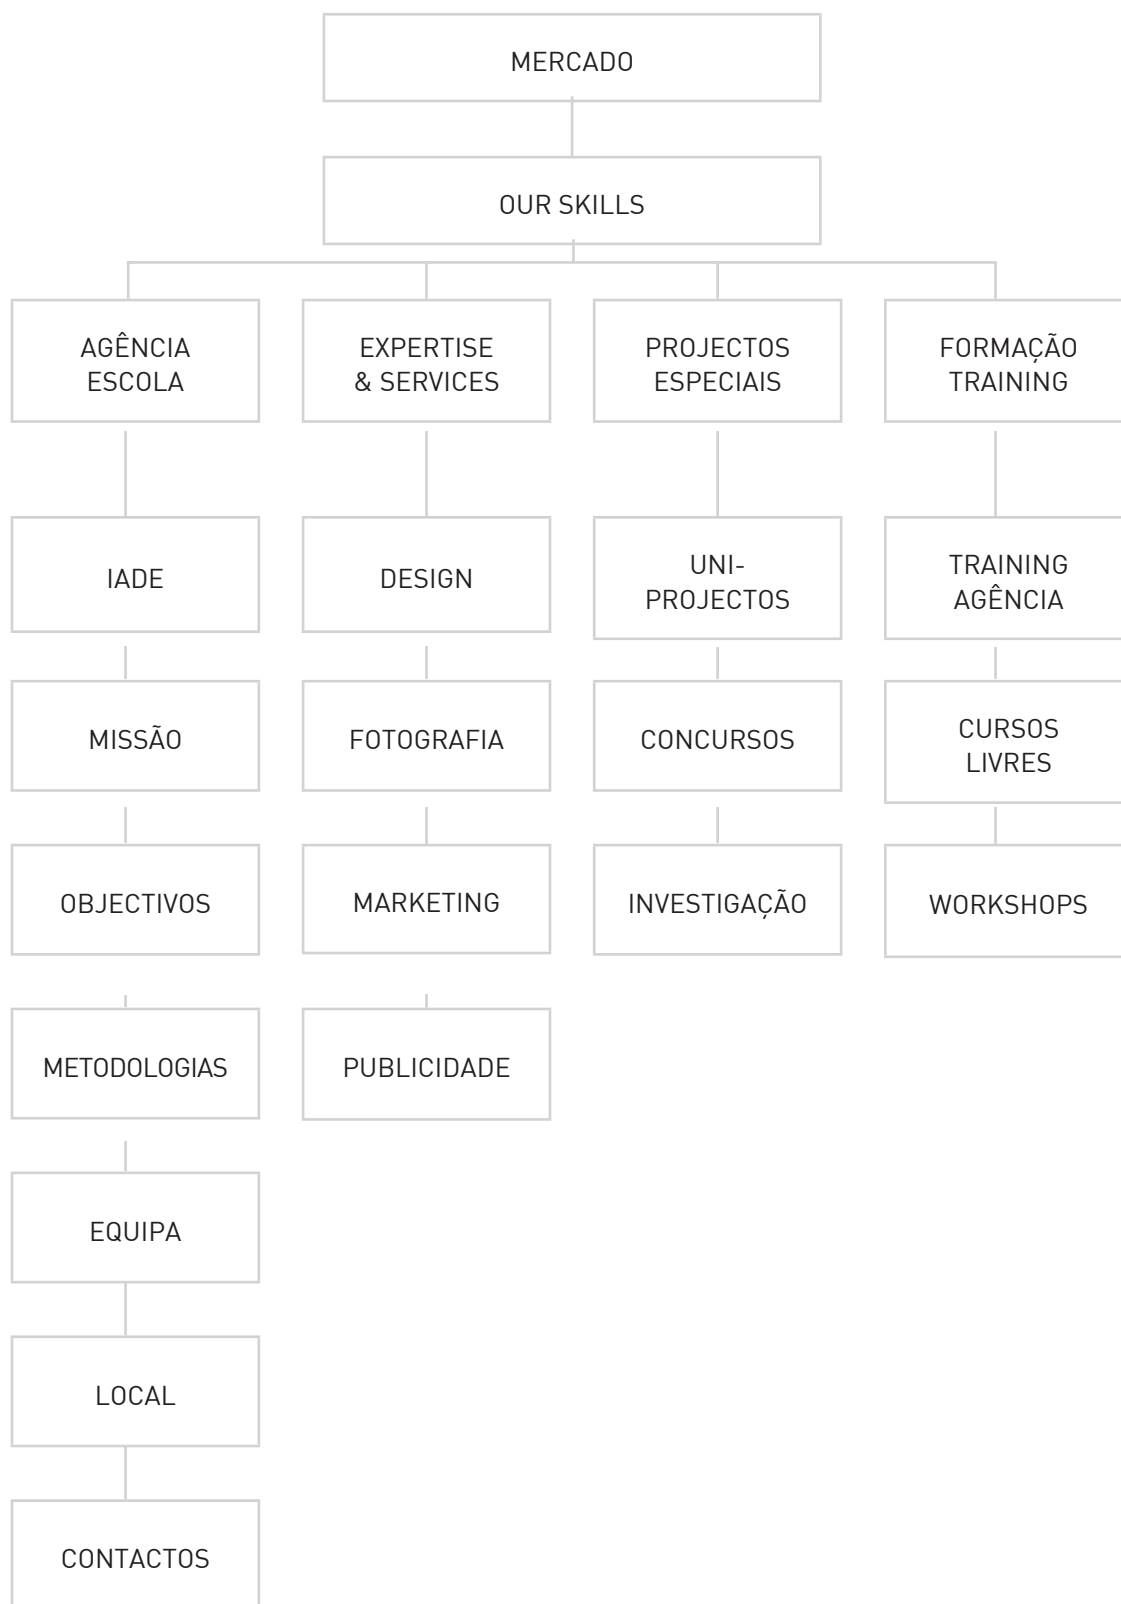 MERCADO
OUR SKILLS
AGÊNCIA
ESCOLA
EXPERTISE
& SERVICES
PROJECTOS
ESPECIAIS
FORMAÇÃO
TRAINING
IADE
DESIGN
UNI-
PROJECTOS
TRAINING
AGÊNCIA
MISSÃO
FOTOGRAFIA
CONCURSOS
CURSOS
LIVRES
OBJECTIVOS
MARKETING
INVESTIGAÇÃO
WORKSHOPS
METODOLOGIAS
PUBLICIDADE
EQUIPA
LOCAL
CONTACTOS